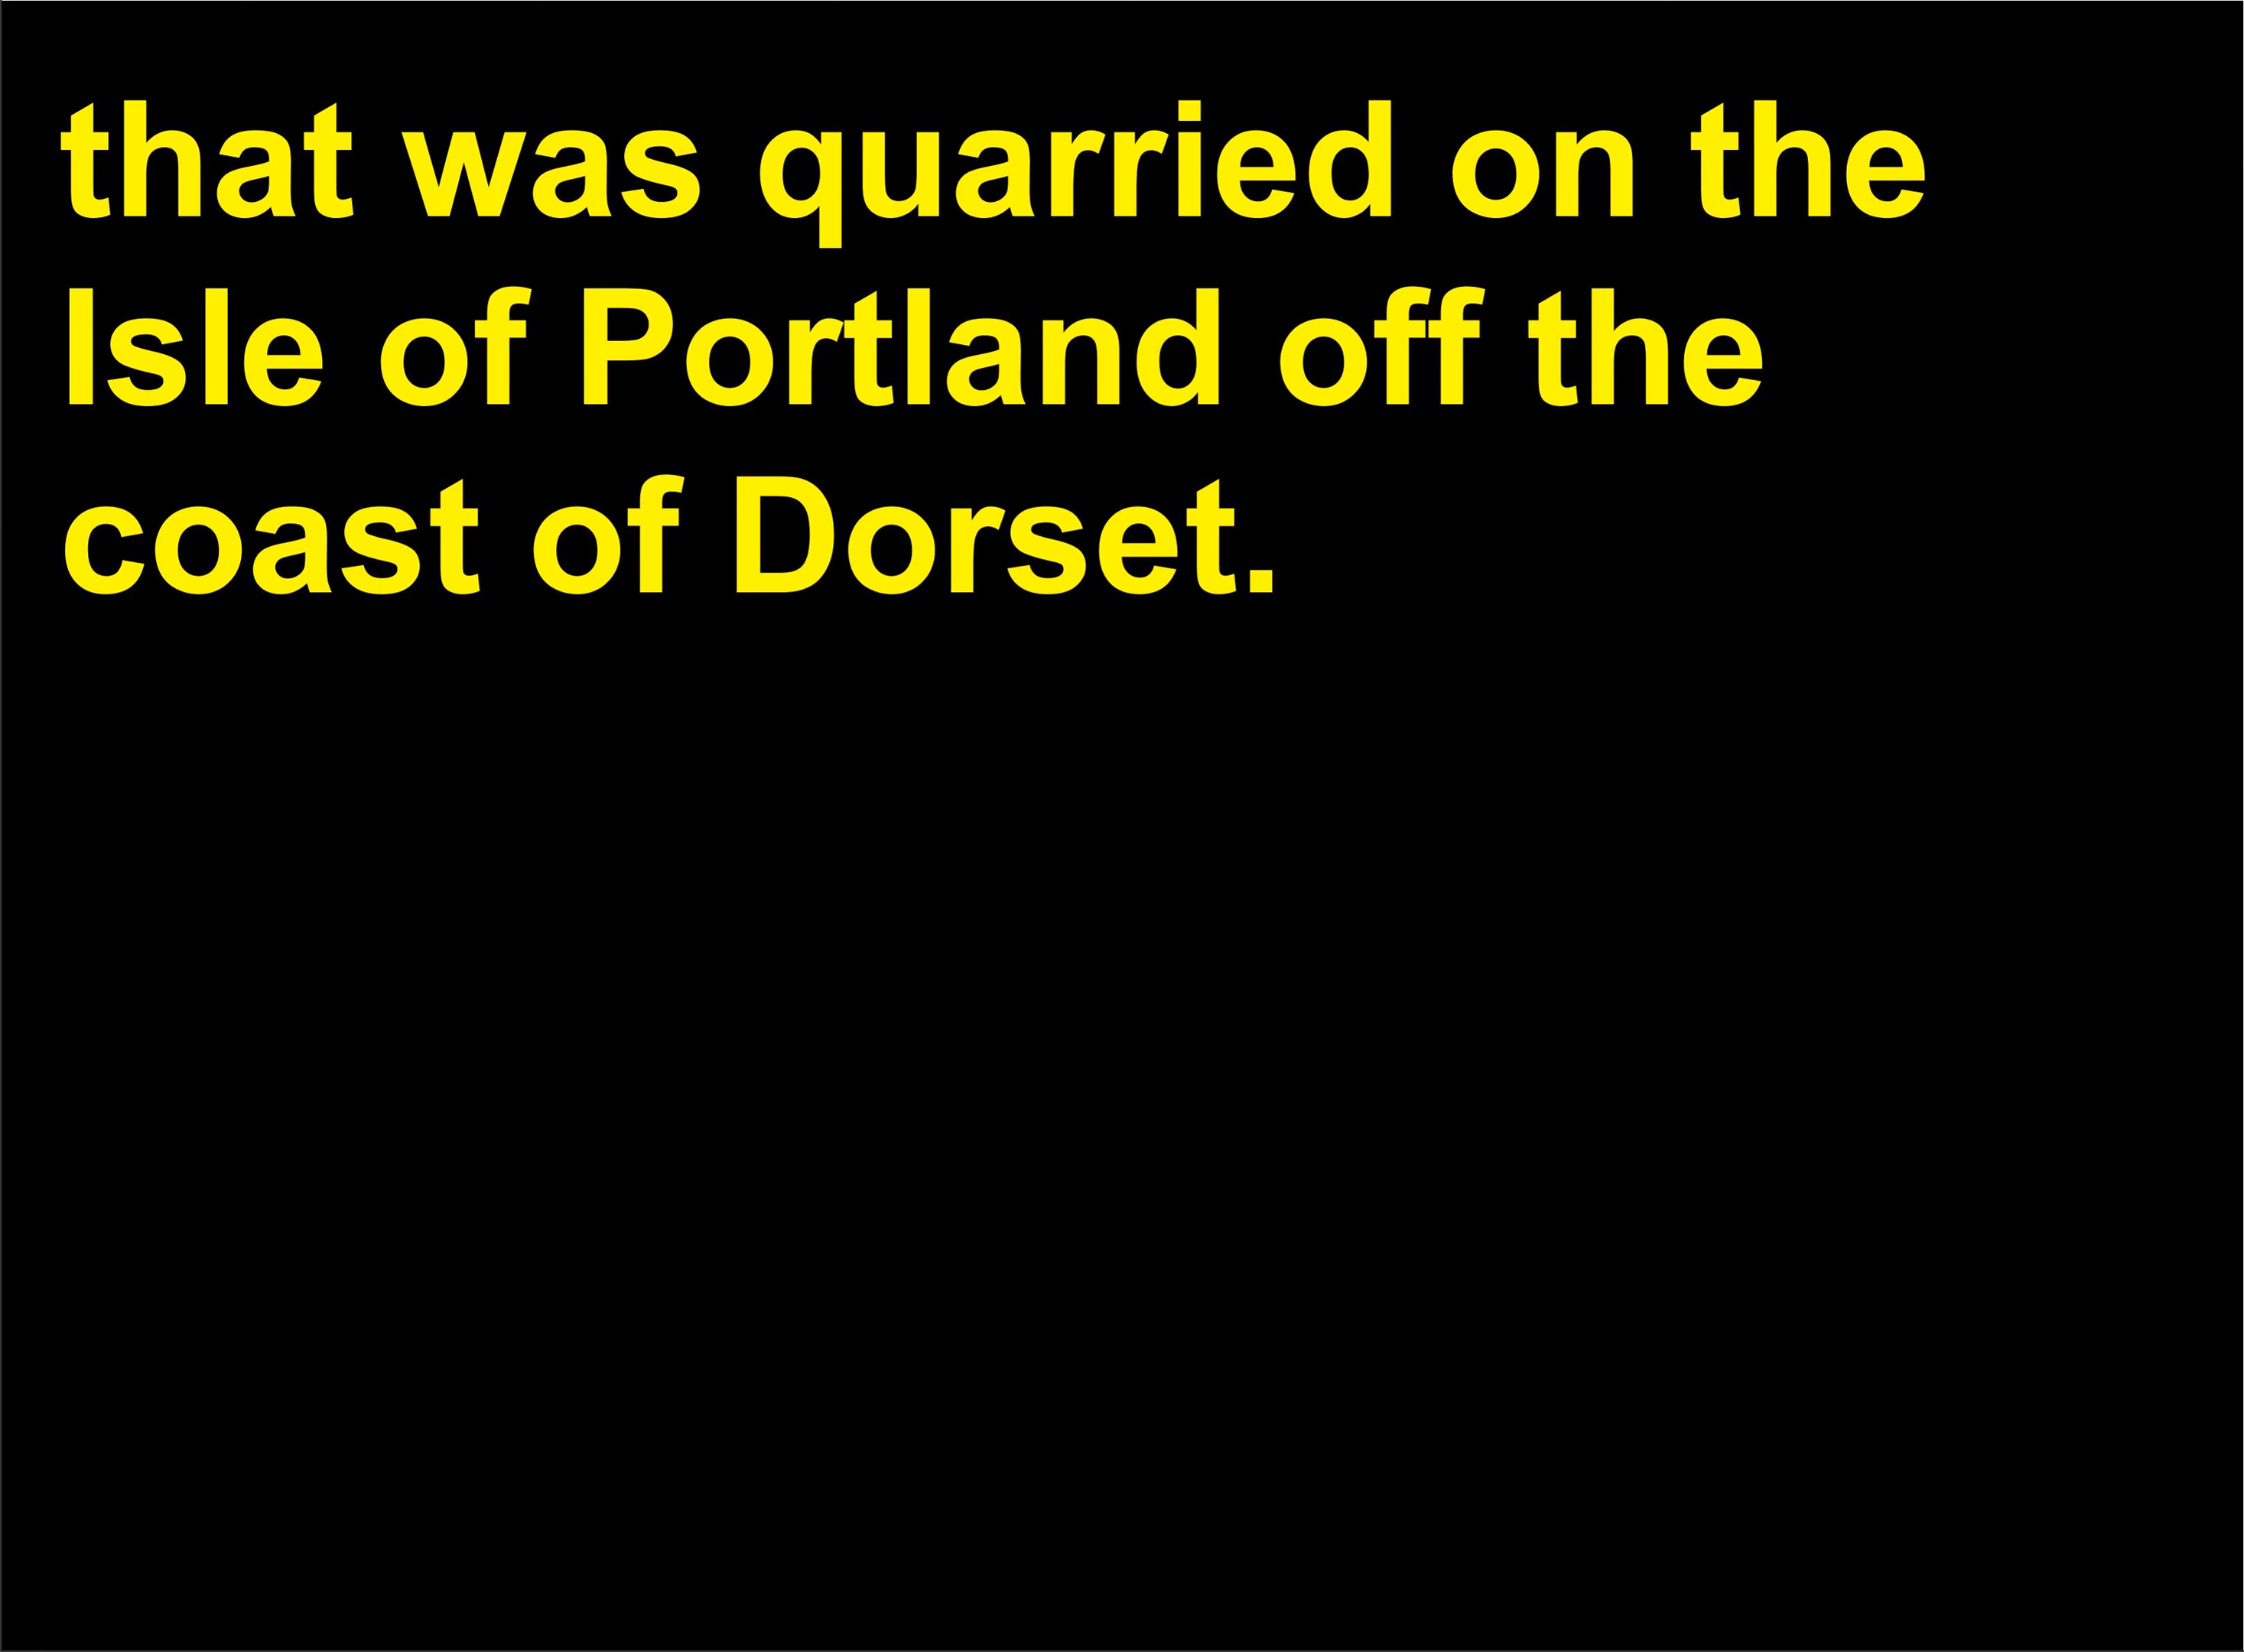 that was quarried on the
Isle of Portland off the
coast of Dorset.